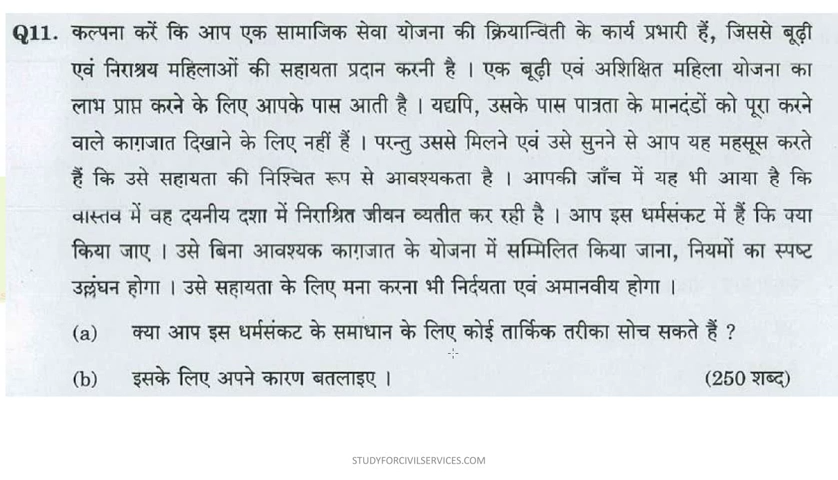 Q11. कल्पना करें कि आप एक सामाजिक सेवा योजना की क्रियान्विती के कार्य प्रभारी हैं, जिससे बूढ़ी
एवं निराश्रय महिलाओं की सहायता प्रदान करनी है । एक बूढ़ी एवं अशिक्षित महिला योजना का
लाभ प्राप्त करने के लिए आपके पास आती है । यद्यपि, उसके पास पात्रता के मानदंडों को पूरा करने
वाले काग़जात दिखाने के लिए नहीं हैं । परन्तु उससे मिलने एवं उसे सुनने से आप यह महसूस करते
हैं कि उसे सहायता की निश्चित रूप से आवश्यकता है । आपकी जाँच में यह भी आया है कि
वास्तव में वह दयनीय दशा में निराश्रित जीवन व्यतीत कर रही है । आप इस धर्मसंकट में हैं कि क्या
किया जाए । उसे बिना आवश्यक काग़जात के योजना में सम्मिलित किया जाना, नियमों का स्पष्ट
उल्लंघन होगा । उसे सहायता के लिए मना करना भी निर्दयता एवं अमानवीय होगा ।
(a) क्या आप इस धर्मसंकट के समाधान के लिए कोई तार्किक तरीका सोच सकते हैं ?
(b) इसके लिए अपने कारण बतलाइए । (250 शब्द)
STUDYFORCIVILSERVICES.COM